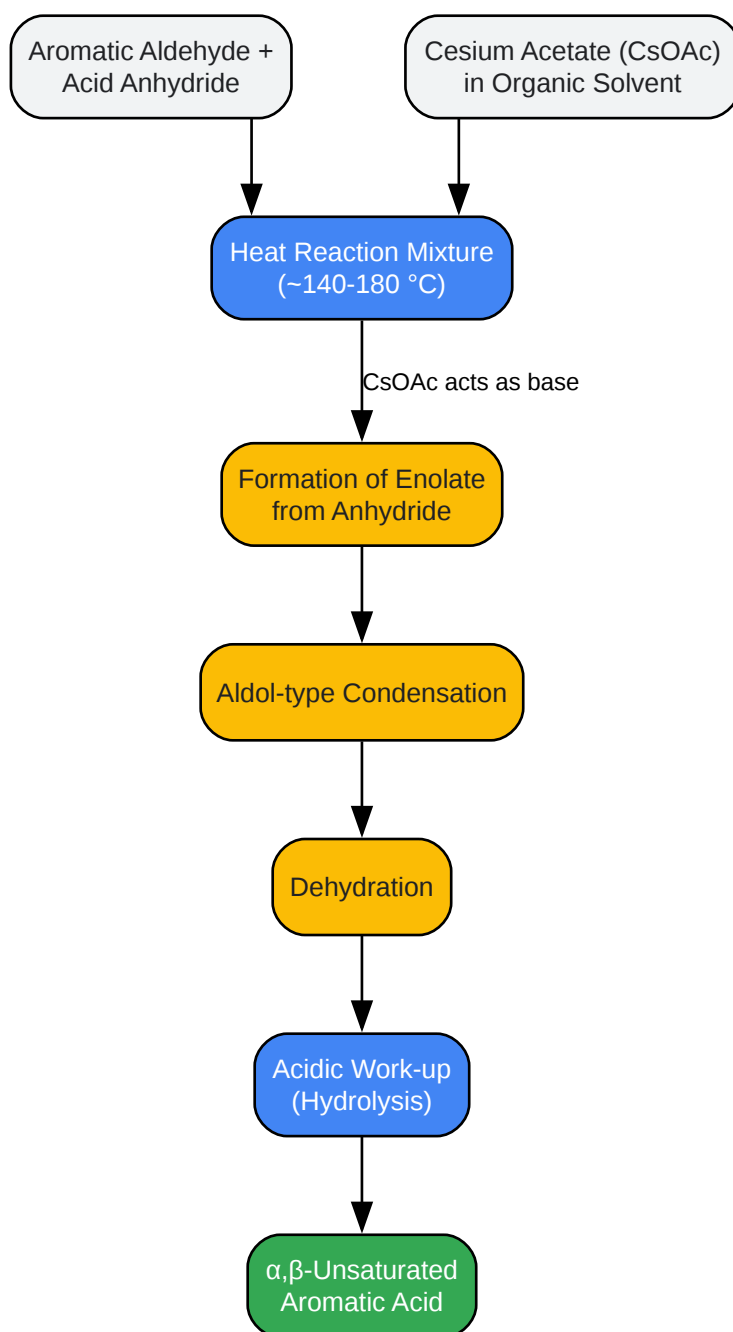 Aromatic Aldehyde +
Acid Anhydride
Cesium Acetate (CsOAc)
in Organic Solvent
Heat Reaction Mixture
(~140-180 °C)
CsOAc acts as base
Formation of Enolate
from Anhydride
Aldol-type Condensation
Dehydration
Acidic Work-up
(Hydrolysis)
α,β-Unsaturated
Aromatic Acid